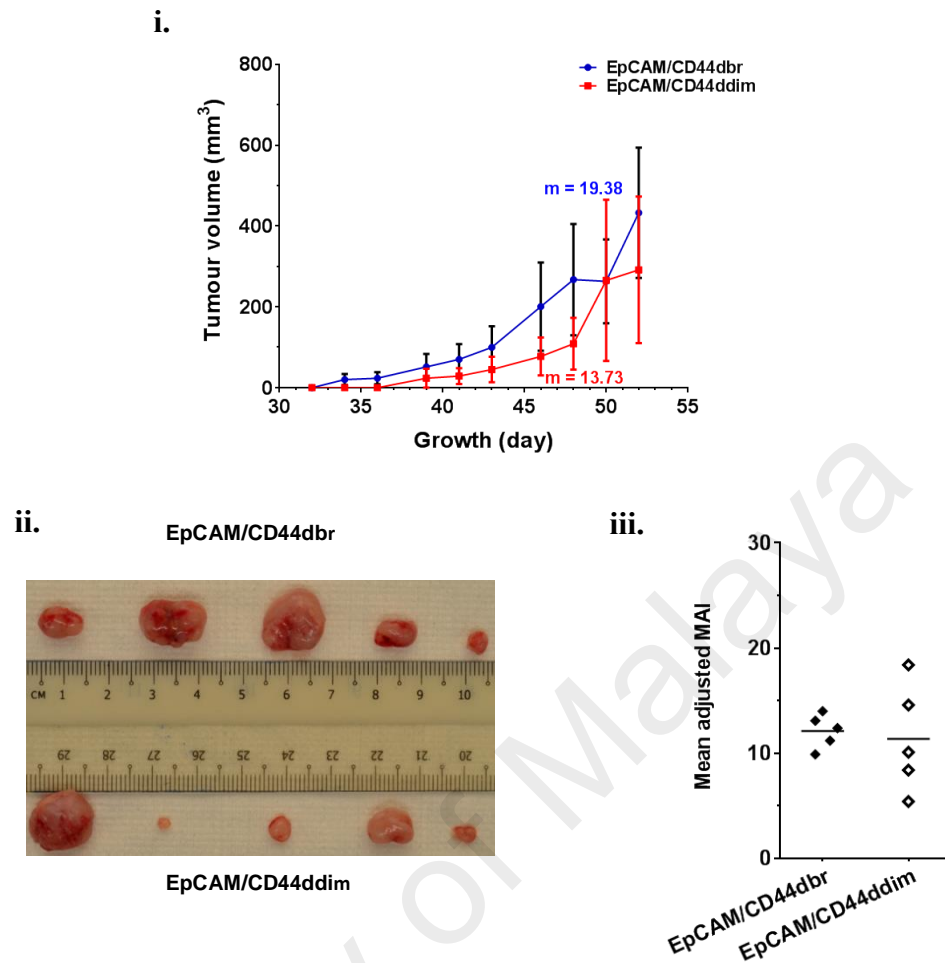 i.
800
600
400
200
0
Tumour volume (mm³)
EpCAM/CD44dbr
EpCAM/CD44ddim
m = 19.38
m = 13.73
30 35 40 45 50 55
Growth (day)
ii.
EpCAM/CD44dbr
CM 1 2 3 4 5 6 7 8 9 10
29 28 27 26 25 24 23 22 21 20
EpCAM/CD44ddim
iii.
30
20
10
0
Mean adjusted MAI
EpCAM/CD44dbr
EpCAM/CD44ddim
y of Malaya